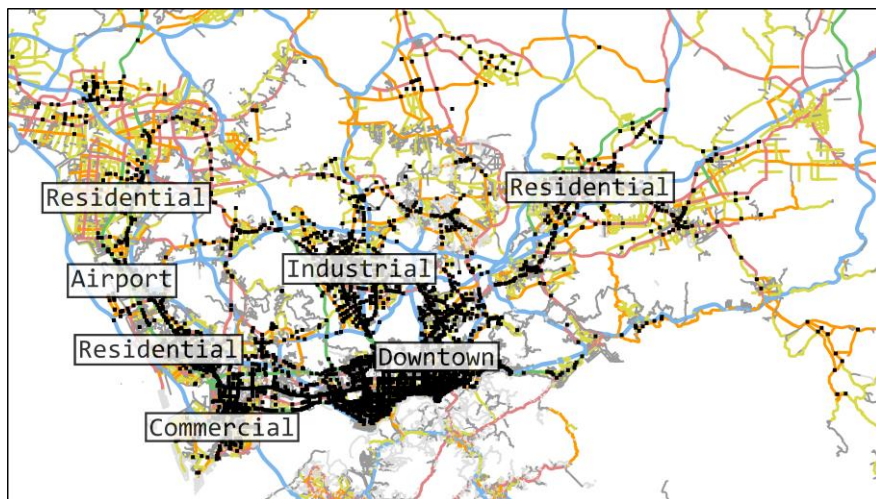 Residential
Residential
Airport
Industrial
Residential
Downtown
Commercial